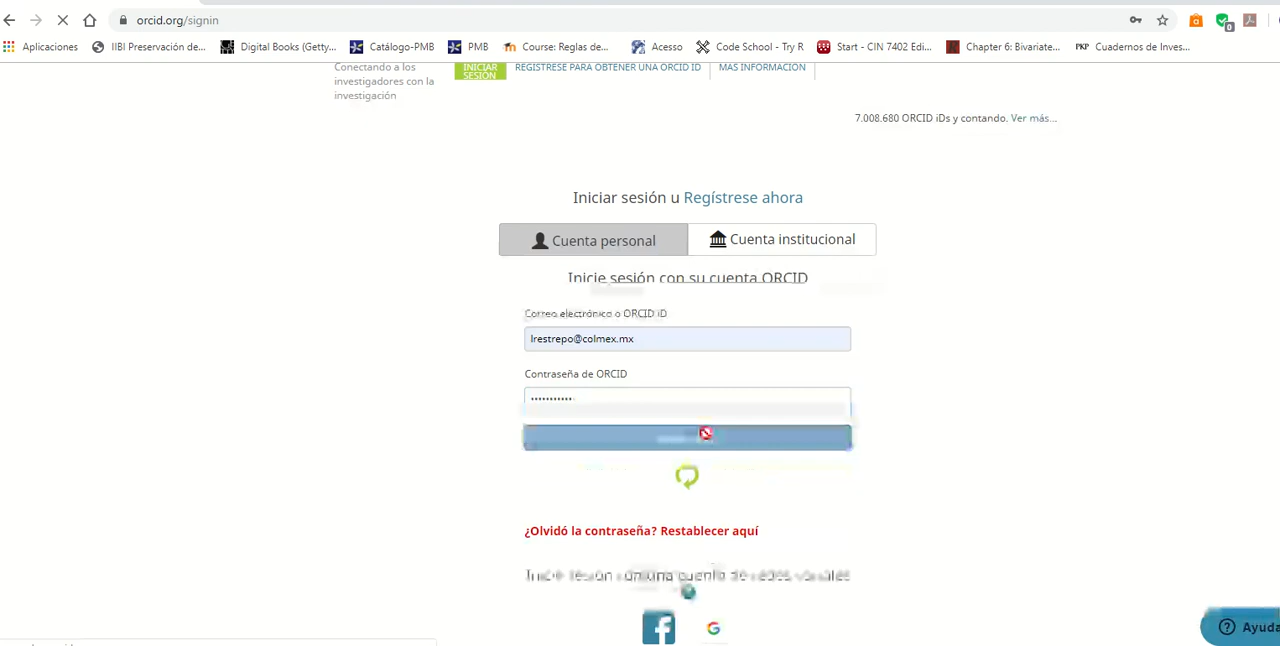 orcid.org/signin
Aplicaciones IIBI Preservación de... Digital Books (Getty... Catálogo-PMB PMB Course: Reglas de... Acesso Code School - Try R Start - CIN 7402 Edi... Chapter 6: Bivariate... PKP Cuadernos de Inves...
Conectando a los
investigadores con la
investigación
INICIAR
SESIÓN
REGISTRESE PARA OBTENER UNA ORCID ID
MAS INFORMACIÓN
7.008.680 ORCID iDs y contando. Ver más...
Iniciar sesión u Regístrese ahora
Cuenta personal
Cuenta institucional
Inicie sesión con su cuenta ORCID
Correo electrónico o ORCID iD
lrestrepo@colmex.mx
Contraseña de ORCID
¿Olvidó la contraseña? Restablecer aquí
Ayuda